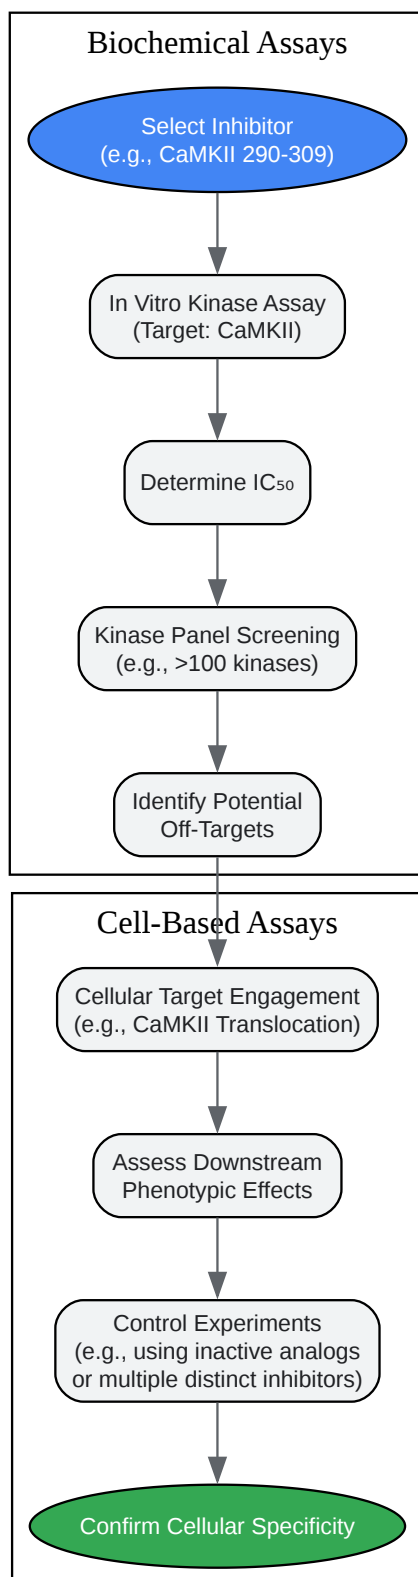 Biochemical Assays
Select Inhibitor
(e.g., CaMKII 290-309)
In Vitro Kinase Assay
(Target: CaMKII)
Determine IC₅₀
Kinase Panel Screening
(e.g., >100 kinases)
Identify Potential
Off-Targets
Cell-Based Assays
Cellular Target Engagement
(e.g., CaMKII Translocation)
Assess Downstream
Phenotypic Effects
Control Experiments
(e.g., using inactive analogs
or multiple distinct inhibitors)
Confirm Cellular Specificity